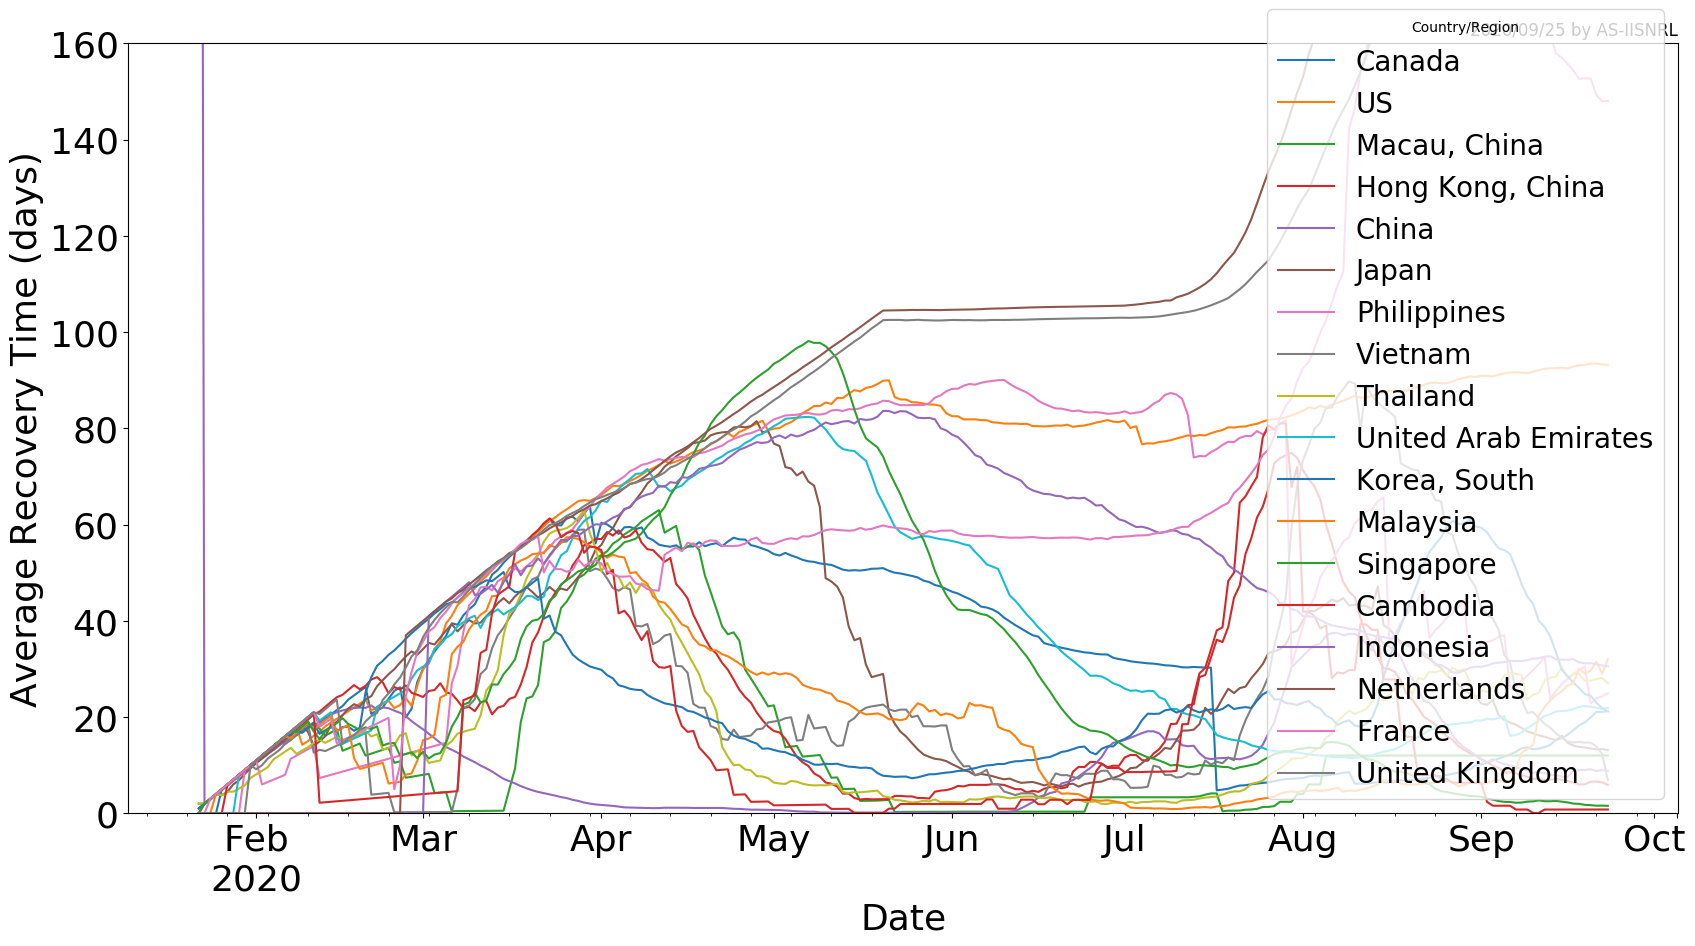 2020/09/25 by AS-IISNRL
Country/Region
Canada
US
Macau, China
Hong Kong, China
China
Japan
Philippines
Vietnam
Thailand
United Arab Emirates
Korea, South
Malaysia
Singapore
Cambodia
Indonesia
Netherlands
France
United Kingdom
Average Recovery Time (days)
160
140
120
100
80
60
40
20
0
Feb Mar Apr May Jun Jul Aug Sep Oct
2020
Date